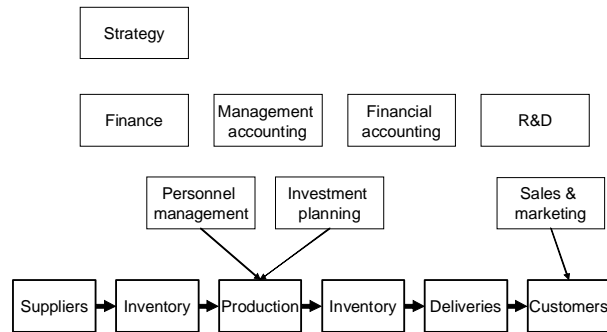 Strategy
Finance
Management
accounting
Financial
accounting
R&D
Personnel
management
Investment
planning
Sales &
marketing
Suppliers
Inventory
Production
Inventory
Deliveries
Customers